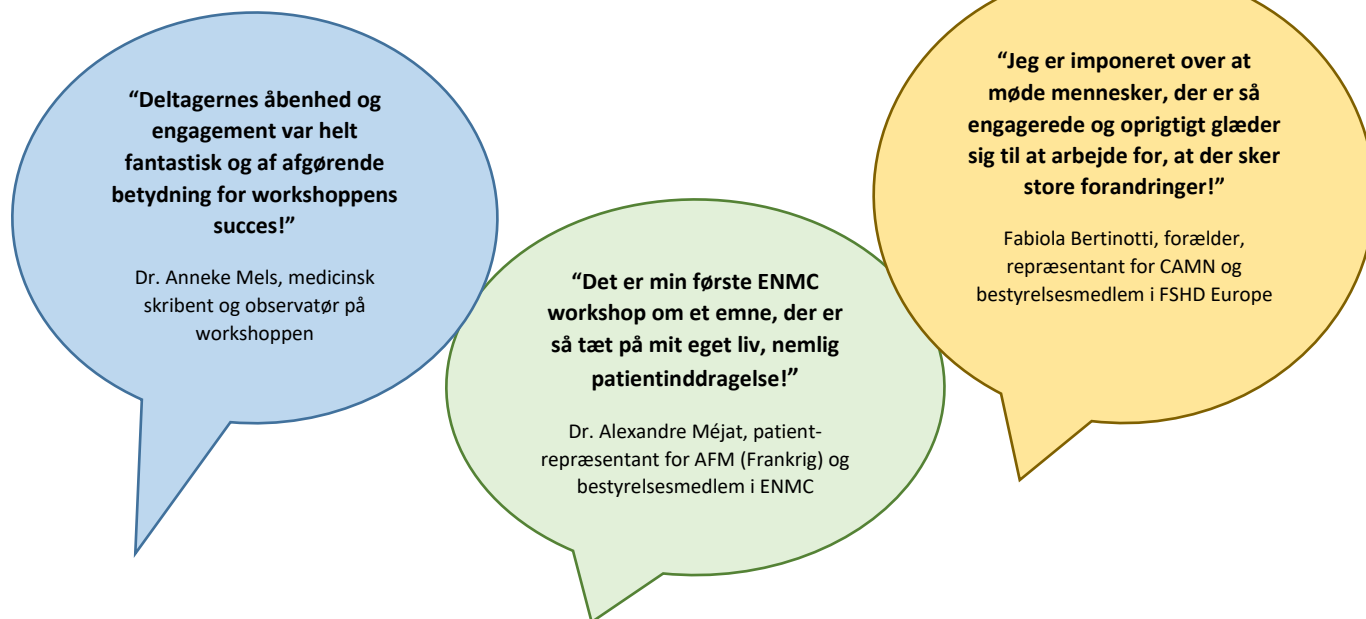 “Deltagernes åbenhed og
engagement var helt
fantastisk og af afgørende
betydning for workshoppens
succes!”
Dr. Anneke Mels, medicinsk
skribent og observatør på
workshoppen
“Det er min første ENMC
workshop om et emne, der er
så tæt på mit eget liv, nemlig
patientinddragelse!”
Dr. Alexandre Méjat, patient-
repræsentant for AFM (Frankrig) og
bestyrelsesmedlem i ENMC
“Jeg er imponeret over at
møde mennesker, der er så
engagerede og oprigtigt glæder
sig til at arbejde for, at der sker
store forandringer!”
Fabiola Bertinotti, forælder,
repræsentant for CAMN og
bestyrelsesmedlem i FSHD Europe